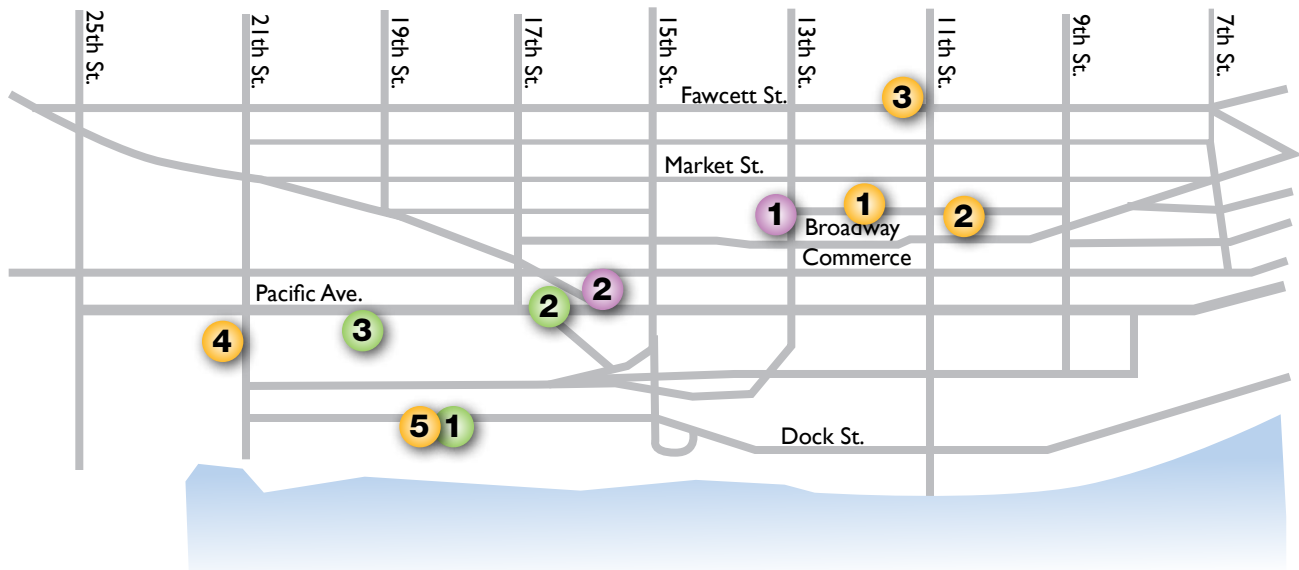 25th St.
21th St.
19th St.
17th St.
15th St.
13th St.
11th St.
9th St.
7th St.
Fawcett St.
3
Market St.
1
1
2
Broadway
Commerce
Pacific Ave.
2
2
3
4
5
1
Dock St.